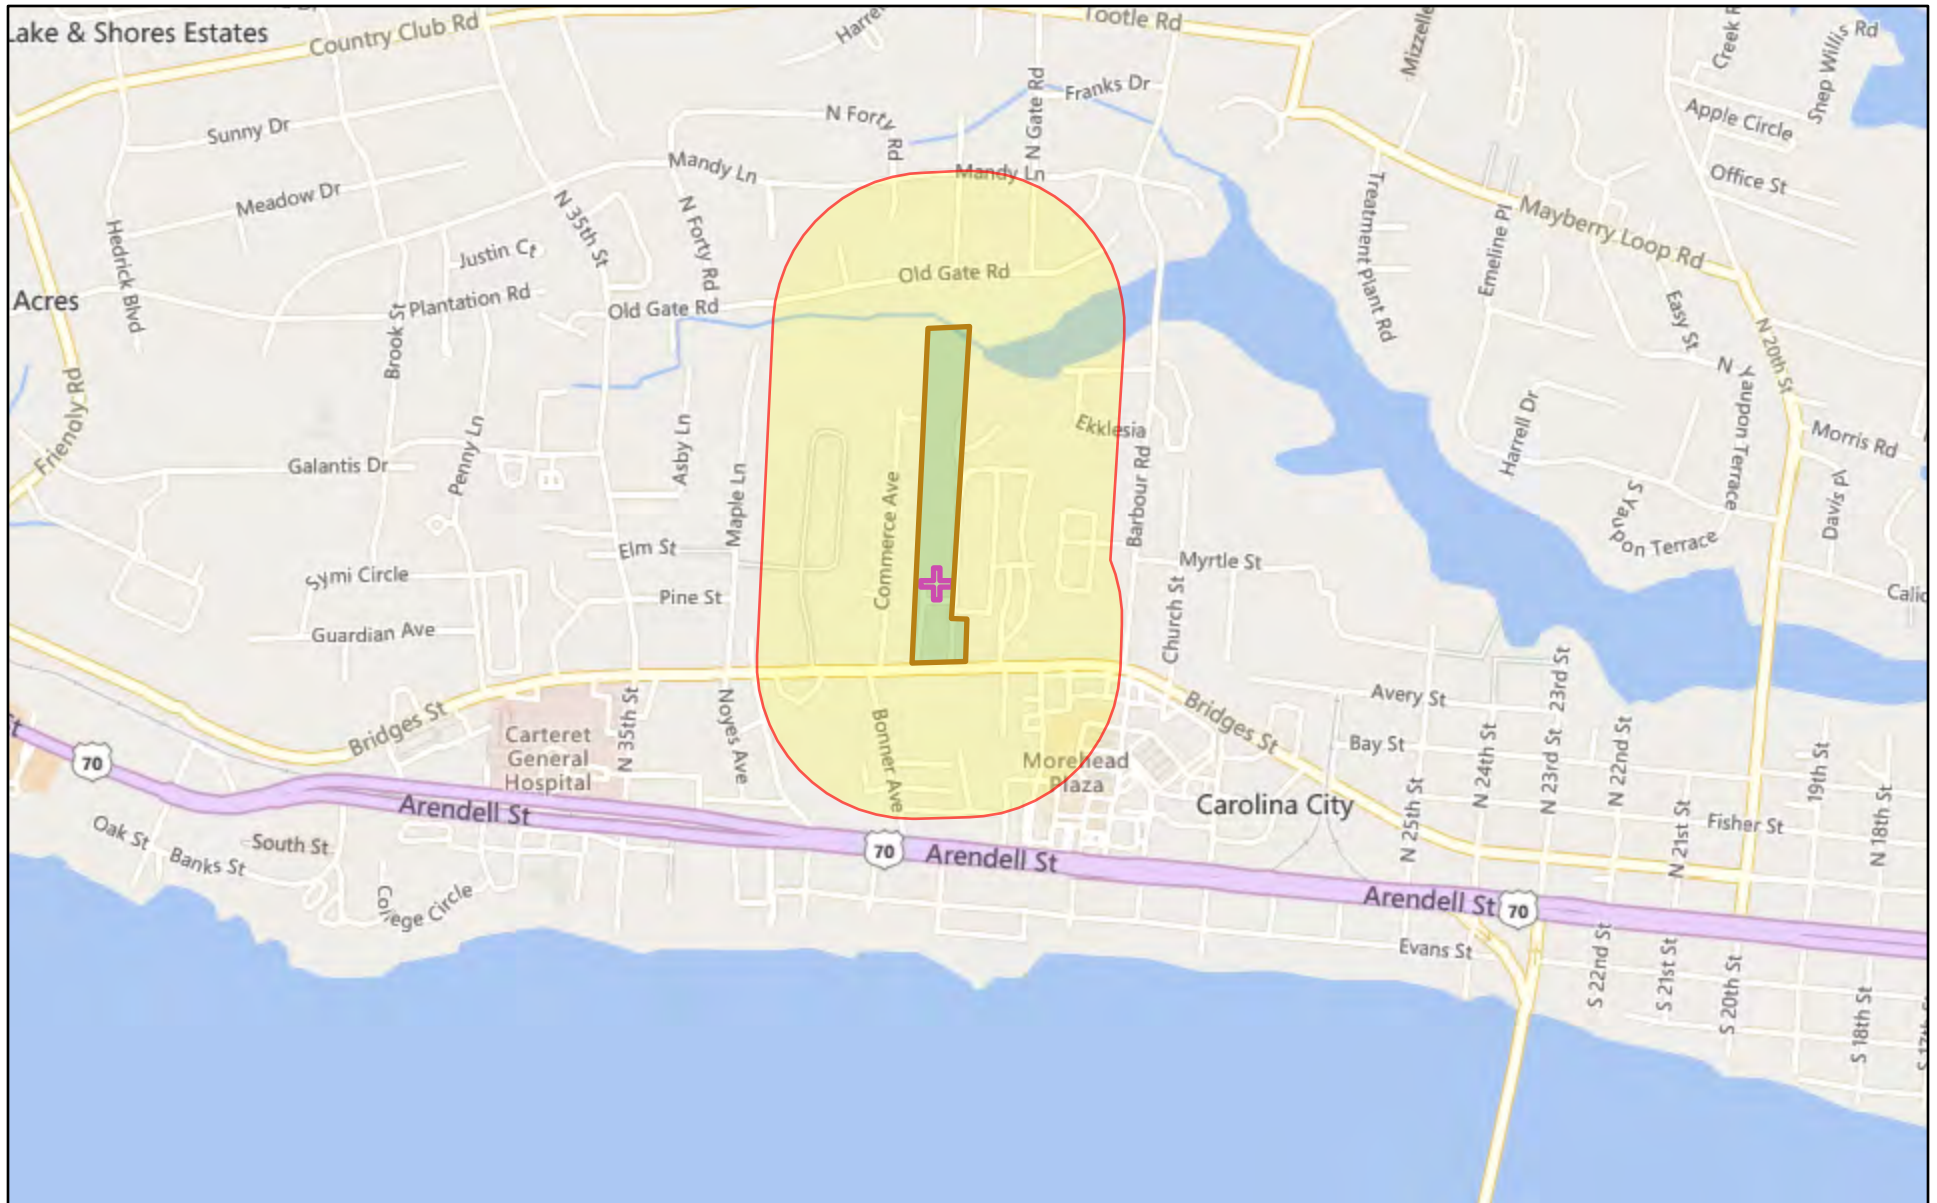 Lake & Shores Estates
Country Club Rd
Tootle Rd
Mizzelle
Creek R
Snep Willis Rd
Franks Dr
N Gate Rd
N Forty Rd
Apple Circle
Sunny Dr
Mandy Ln
Mandy Ln
Office St
Meadow Dr
N 35th St
N Forty Rd
Treatment Plant Rd
Emeline Pl
Mayberry Loop Rd
Hedrick Blvd
Justin Ct
Old Gate Rd
Acres
Plantation Rd
Old Gate Rd
Easy St
N 20th St
Brook St
N Yaupon Terrace
Friendly Rd
Penny Ln
Asby Ln
Maple Ln
Ekklesia
Barbour Rd
Harrell Dr
Morris Rd
Galantis Dr
Commerce Ave
S Yaupon Terrace
Davis Pl
Elm St
Myrtle St
Symi Circle
Pine St
Church St
Guardian Ave
Bridges St
Noyes Ave
Bonner Ave
N 35th St
Carteret
General
Hospital
Morehead
Plaza
Bridges St
Avery St
Bay St
23rd St
N 24th St
N 23rd St
N 22nd St
19th St
N 18th St
70
Arendell St
Carolina City
N 25th St
N 21st St
Fisher St
Oak St
South St
Banks St
College Circle
70
Arendell St
Arendell St
70
Evans St
S 22nd St
S 21st St
S 20th St
S 18th St